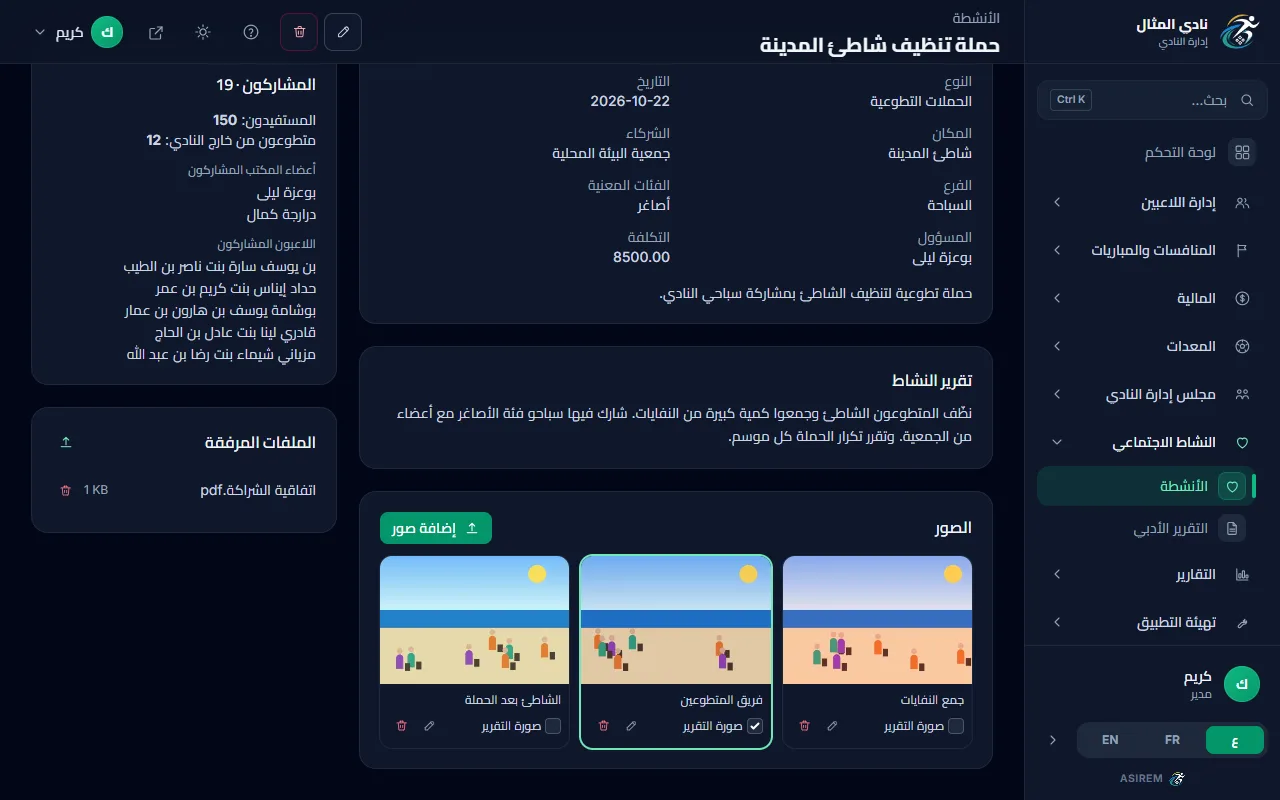 نادي المثال
إدارة النادي
بحث...
Ctrl K
لوحة التحكم
إدارة اللاعبين
المنافسات والمباريات
المالية
المعدات
مجلس إدارة النادي
النشاط الاجتماعي
الأنشطة
التقرير الأدبي
التقارير
تهيئة التطبيق
ك
كريم
مدير
ع
FR
EN
ASIREM
الأنشطة
حملة تنظيف شاطئ المدينة
ك
كريم
النوع
الحملات التطوعية
التاريخ
2026-10-22
المكان
شاطئ المدينة
الشركاء
جمعية البيئة المحلية
الفرع
السباحة
الفئات المعنية
أصاغر
المسؤول
بوعزة ليلى
التكلفة
8500.00
حملة تطوعية لتنظيف الشاطئ بمشاركة سباحي النادي.
تقرير النشاط
نظّف المتطوعون الشاطئ وجمعوا كمية كبيرة من النفايات. شارك فيها سباحو فئة الأصاغر مع أعضاء
من الجمعية. وتقرر تكرار الحملة كل موسم.
الصور
إضافة صور
جمع النفايات
صورة التقرير
فريق المتطوعين
صورة التقرير
الشاطئ بعد الحملة
صورة التقرير
المشاركون · 19
المستفيدون: 150
متطوعون من خارج النادي: 12
أعضاء المكتب المشاركون
بوعزة ليلى
درارجة كمال
اللاعبون المشاركون
بن يوسف سارة بنت ناصر بن الطيب
حداد إيناس بنت كريم بن عمر
بوشامة يوسف بن هارون بن عمار
قادري لينا بنت عادل بن الحاج
مزياني شيماء بنت رضا بن عبد الله
الملفات المرفقة
اتفاقية الشراكة.pdf
1 KB